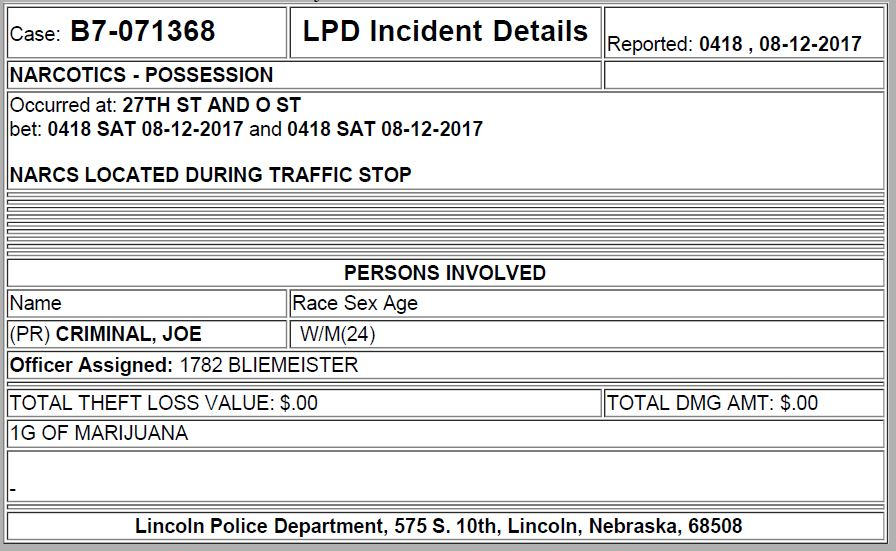 Case: B7-071368
LPD Incident Details
Reported: 0418 , 08-12-2017
NARCOTICS - POSSESSION
Occurred at: 27TH ST AND O ST
bet: 0418 SAT 08-12-2017 and 0418 SAT 08-12-2017
NARCS LOCATED DURING TRAFFIC STOP
PERSONS INVOLVED
Name
Race Sex Age
(PR) CRIMINAL, JOE
W/M(24)
Officer Assigned: 1782 BLIEMEISTER
TOTAL THEFT LOSS VALUE: $.00
TOTAL DMG AMT: $.00
1G OF MARIJUANA
-
Lincoln Police Department, 575 S. 10th, Lincoln, Nebraska, 68508